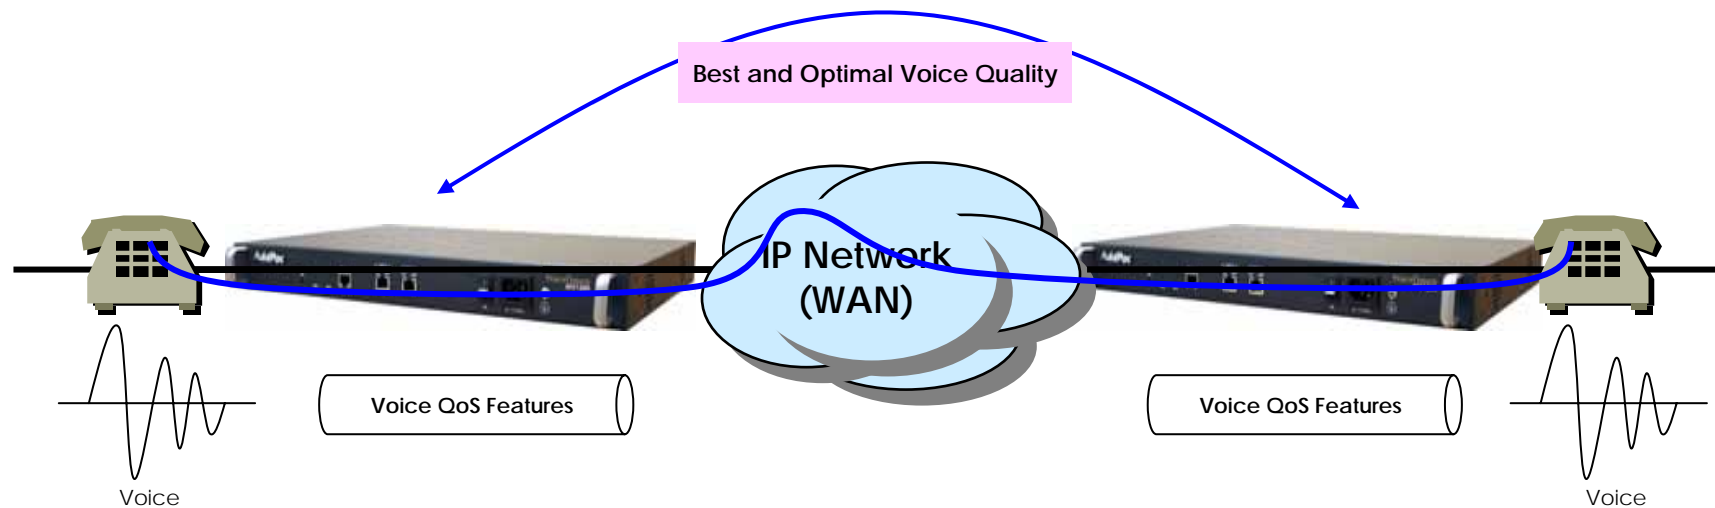 Best and Optimal Voice Quality
IP Network
(WAN)
Voice QoS Features
Voice QoS Features
Voice
Voice